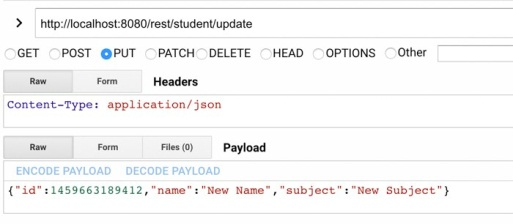 http://localhost:8080/rest/student/update
GET POST PUT PATCH DELETE HEAD OPTIONS Other
Raw Form Headers
Content-Type: application/json
Raw Form Files (0) Payload
ENCODE PAYLOAD DECODE PAYLOAD
{"id":1459663189412,"name":"New Name","subject":"New Subject"}